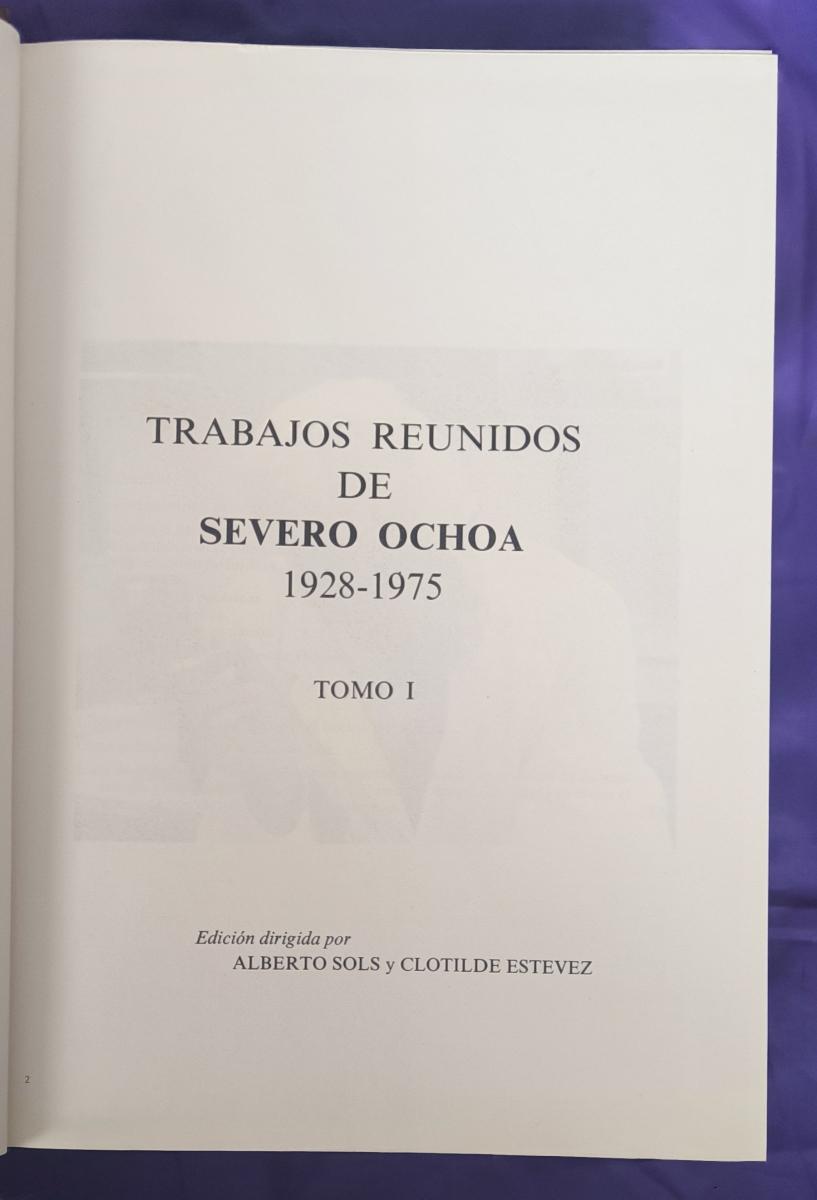 TRABAJOS REUNIDOS
DE
SEVERO OCHOA
1928-1975
TOMO I
Edición dirigida por
ALBERTO SOLS y CLOTILDE ESTEVEZ
2